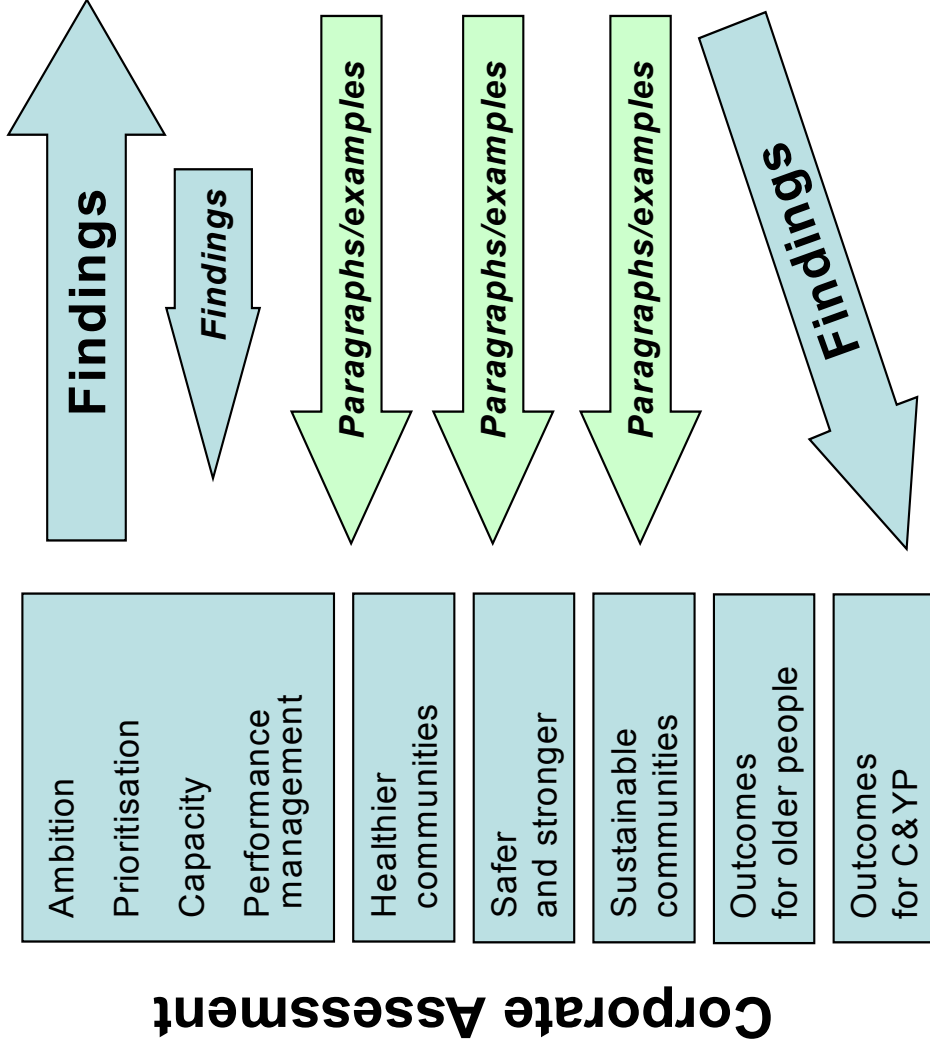 Corporate Assessment
Ambition
Prioritisation
Capacity
Performance
management
Healthier
communities
Safer
and stronger
Sustainable
communities
Outcomes
for older people
Outcomes
for C&YP
Findings
Findings
Paragraphs/examples
Paragraphs/examples
Paragraphs/examples
Findings